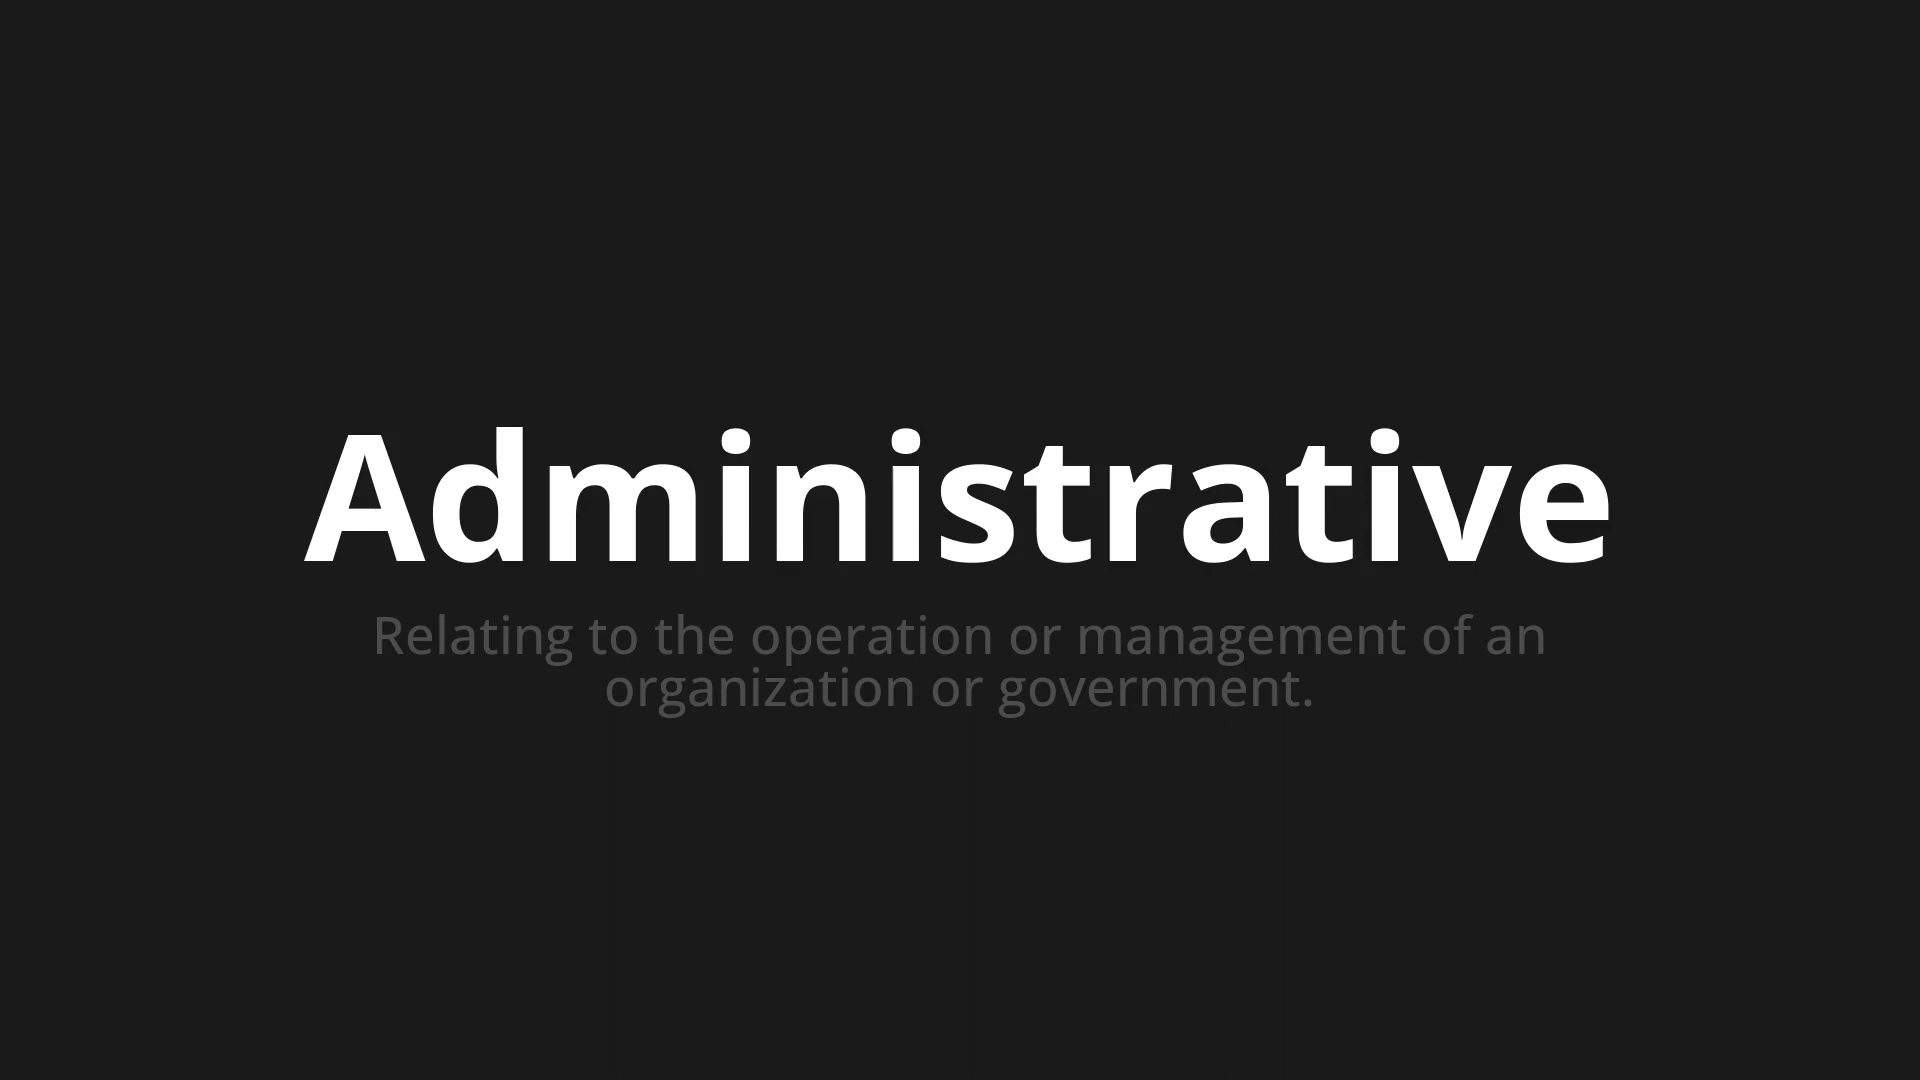 Administrative
Relating to the operation or management of an
organization or government.